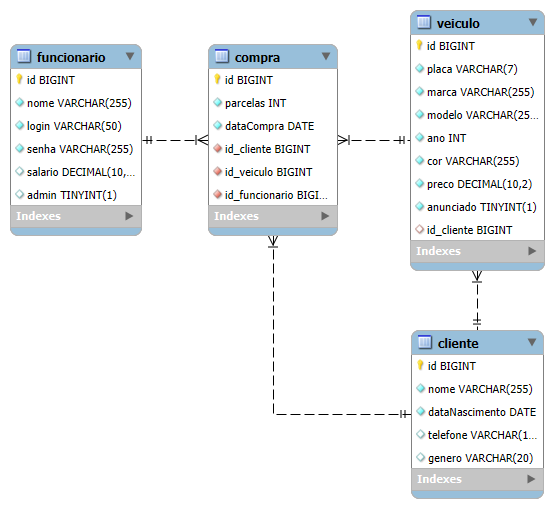 funcionario
id BIGINT
nome VARCHAR(255)
login VARCHAR(50)
senha VARCHAR(255)
salario DECIMAL(10,...
admin TINYINT(1)
Indexes
compra
id BIGINT
parcelas INT
dataCompra DATE
id_cliente BIGINT
id_veiculo BIGINT
id_funcionario BIGI...
Indexes
veiculo
id BIGINT
placa VARCHAR(7)
marca VARCHAR(255)
modelo VARCHAR(25...
ano INT
cor VARCHAR(255)
preco DECIMAL(10,2)
anunciado TINYINT(1)
id_cliente BIGINT
Indexes
cliente
id BIGINT
nome VARCHAR(255)
dataNascimento DATE
telefone VARCHAR(1...
genero VARCHAR(20)
Indexes